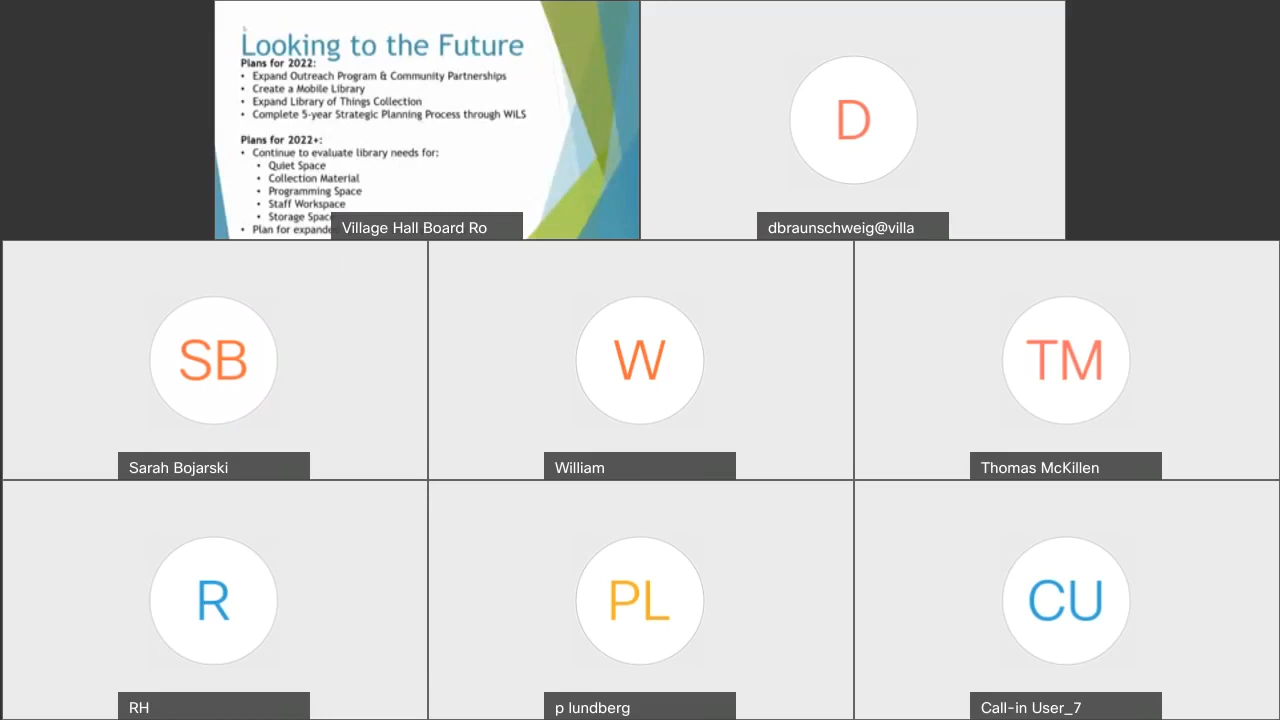 Looking to the Future
Plans for 2022:
• Expand Outreach Program & Community Partnerships
• Create a Mobile Library
• Expand Library of Things Collection
• Complete 5-year Strategic Planning Process through WiLS
Plans for 2022+:
• Continue to evaluate library needs for:
• Quiet Space
• Collection Material
• Programming Space
• Staff Workspace
• Storage Spac
• Plan for expande
Village Hall Board Ro
D
dbraunschweig@villa
SB
Sarah Bojarski
W
William
TM
Thomas McKillen
R
RH
PL
p lundberg
CU
Call-in User_7